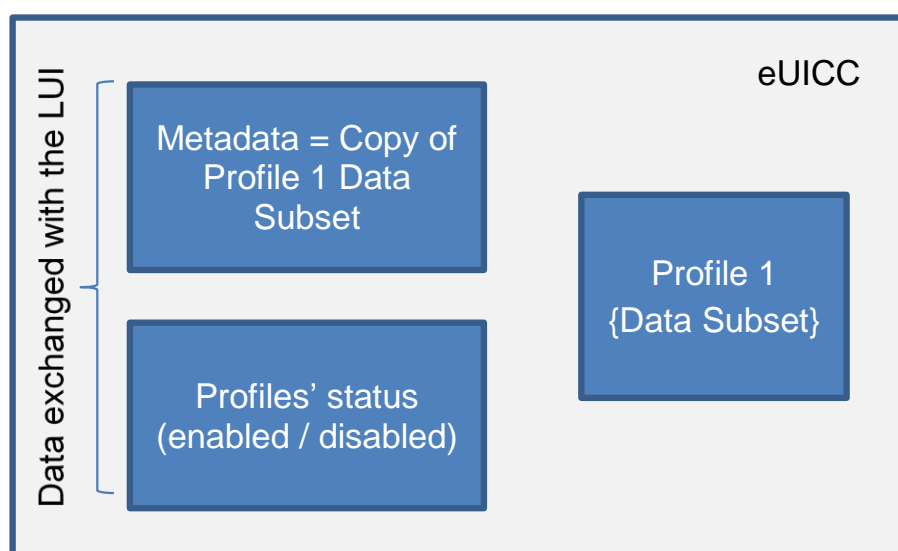 Data exchanged with the LUI
eUICC
Metadata = Copy of
Profile 1 Data
Subset
Profile 1
{Data Subset}
Profiles’ status
(enabled / disabled)